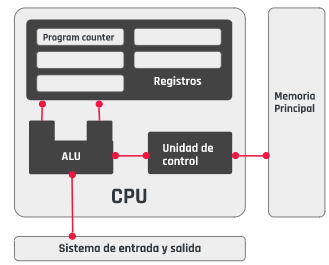 Program counter
Registros
Memoria
Principal
ALU
Unidad de
control
CPU
Sistema de entrada y salida